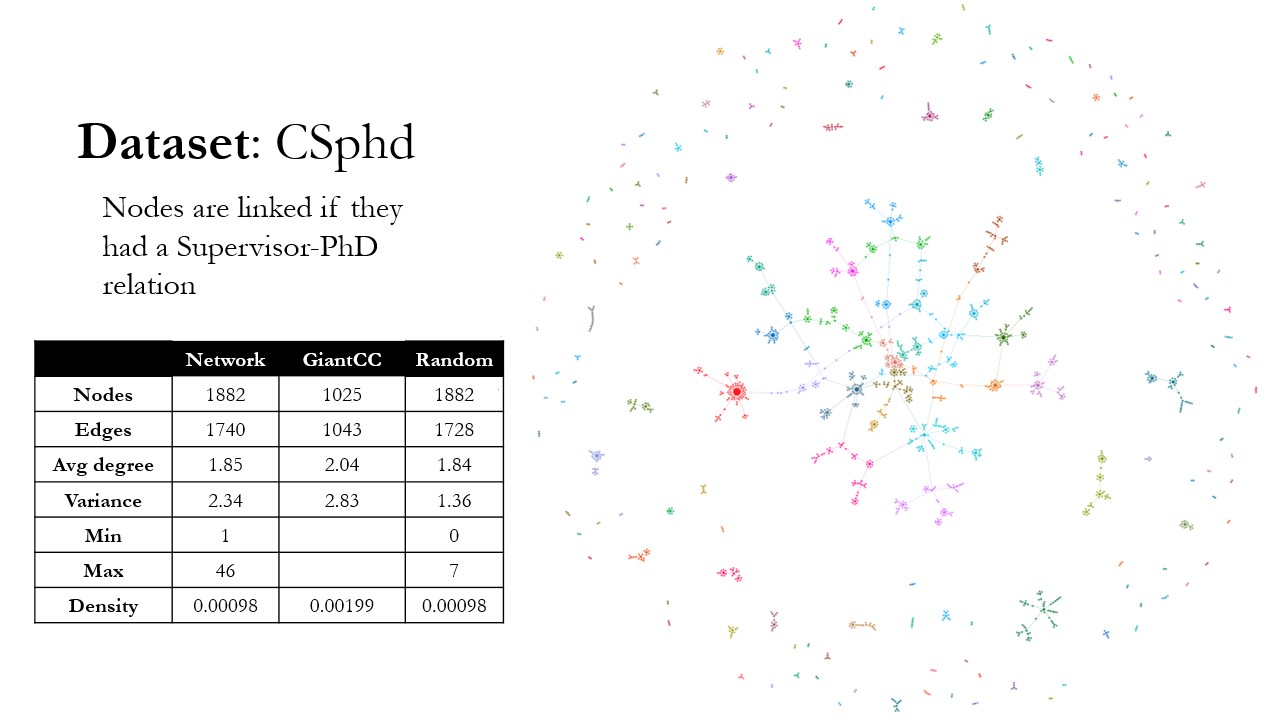 Dataset: CSphd
Nodes are linked if they
had a Supervisor-PhD
relation
Network GiantCC Random
Nodes 1882 1025 1882
Edges 1740 1043 1728
Avg degree 1.85 2.04 1.84
Variance 2.34 2.83 1.36
Min 1 0
Max 46 7
Density 0.00098 0.00199 0.00098